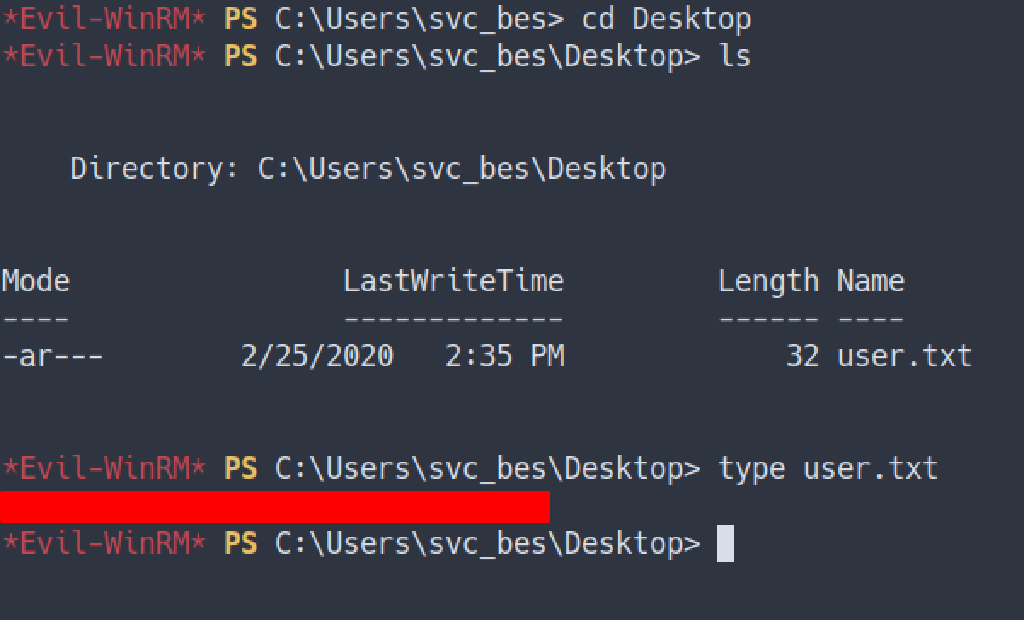 *Evil-WinRM* PS C:\Users\svc_bes> cd Desktop
*Evil-WinRM* PS C:\Users\svc_bes\Desktop> ls
Directory: C:\Users\svc_bes\Desktop
Mode                LastWriteTime         Length Name
----                -------------         ------ ----
-ar---        2/25/2020   2:35 PM             32 user.txt
*Evil-WinRM* PS C:\Users\svc_bes\Desktop> type user.txt
*Evil-WinRM* PS C:\Users\svc_bes\Desktop>